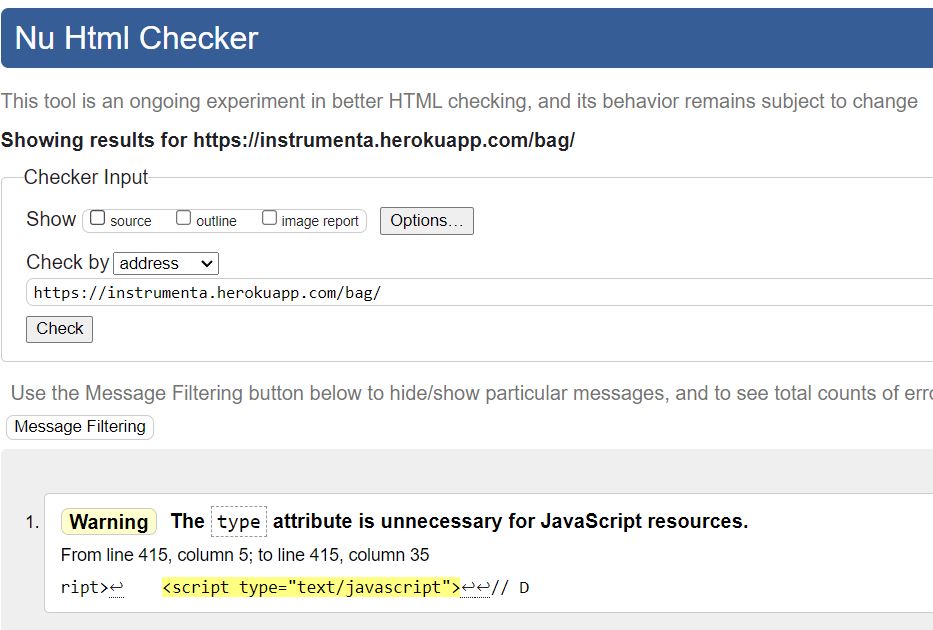 Nu Html Checker
This tool is an ongoing experiment in better HTML checking, and its behavior remains subject to change
Showing results for https://instrumenta.herokuapp.com/bag/
Checker Input
Show source outline image report Options...
Check by address
https://instrumenta.herokuapp.com/bag/
Check
Use the Message Filtering button below to hide/show particular messages, and to see total counts of
Message Filtering
1. Warning The type attribute is unnecessary for JavaScript resources.
From line 415, column 5; to line 415, column 35
ript>↩ <script type="text/javascript">↩↩// D